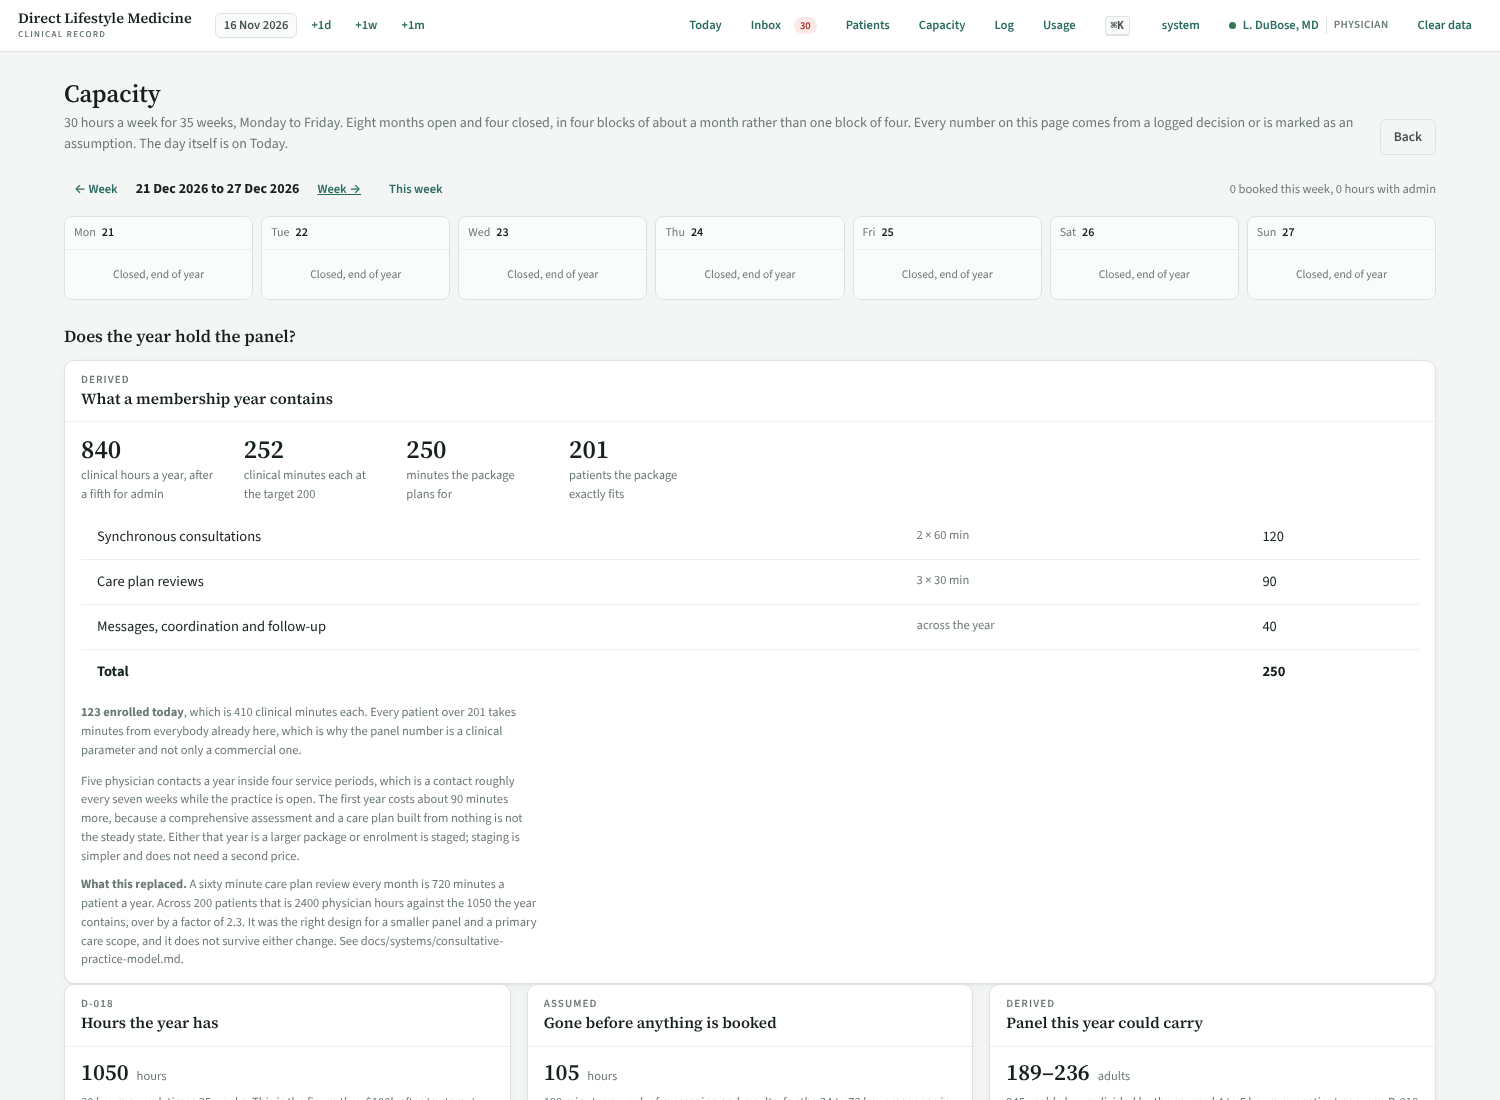 Direct Lifestyle Medicine
CLINICAL RECORD
16 Nov 2026 +1d +1w +1m
Today Inbox 30 Patients Capacity Log Usage ⌘K system L. DuBose, MD PHYSICIAN Clear data
Capacity
30 hours a week for 35 weeks, Monday to Friday. Eight months open and four closed, in four blocks of about a month rather than one block of four. Every number on this page comes from a logged decision or is marked as an
assumption. The day itself is on Today.
Back
← Week 21 Dec 2026 to 27 Dec 2026 Week → This week
0 booked this week, 0 hours with admin
Mon 21 Tue 22 Wed 23 Thu 24 Fri 25 Sat 26 Sun 27
Closed, end of year Closed, end of year Closed, end of year Closed, end of year Closed, end of year Closed, end of year Closed, end of year
Does the year hold the panel?
DERIVED
What a membership year contains
840 252 250 201
clinical hours a year, after clinical minutes each at minutes the package patients the package
a fifth for admin the target 200 plans for exactly fits
Synchronous consultations 2 × 60 min 120
Care plan reviews 3 × 30 min 90
Messages, coordination and follow-up across the year 40
Total 250
123 enrolled today, which is 410 clinical minutes each. Every patient over 201 takes
minutes from everybody already here, which is why the panel number is a clinical
parameter and not only a commercial one.
Five physician contacts a year inside four service periods, which is a contact roughly
every seven weeks while the practice is open. The first year costs about 90 minutes
more, because a comprehensive assessment and a care plan built from nothing is not
the steady state. Either that year is a larger package or enrolment is staged; staging is
simpler and does not need a second price.
What this replaced. A sixty minute care plan review every month is 720 minutes a
patient a year. Across 200 patients that is 2400 physician hours against the 1050 the year
contains, over by a factor of 2.3. It was the right design for a smaller panel and a primary
care scope, and it does not survive either change. See docs/systems/consultative-
practice-model.md.
D-018
Hours the year has
1050 hours
ASSUMED
Gone before anything is booked
105 hours
DERIVED
Panel this year could carry
189–236 adults